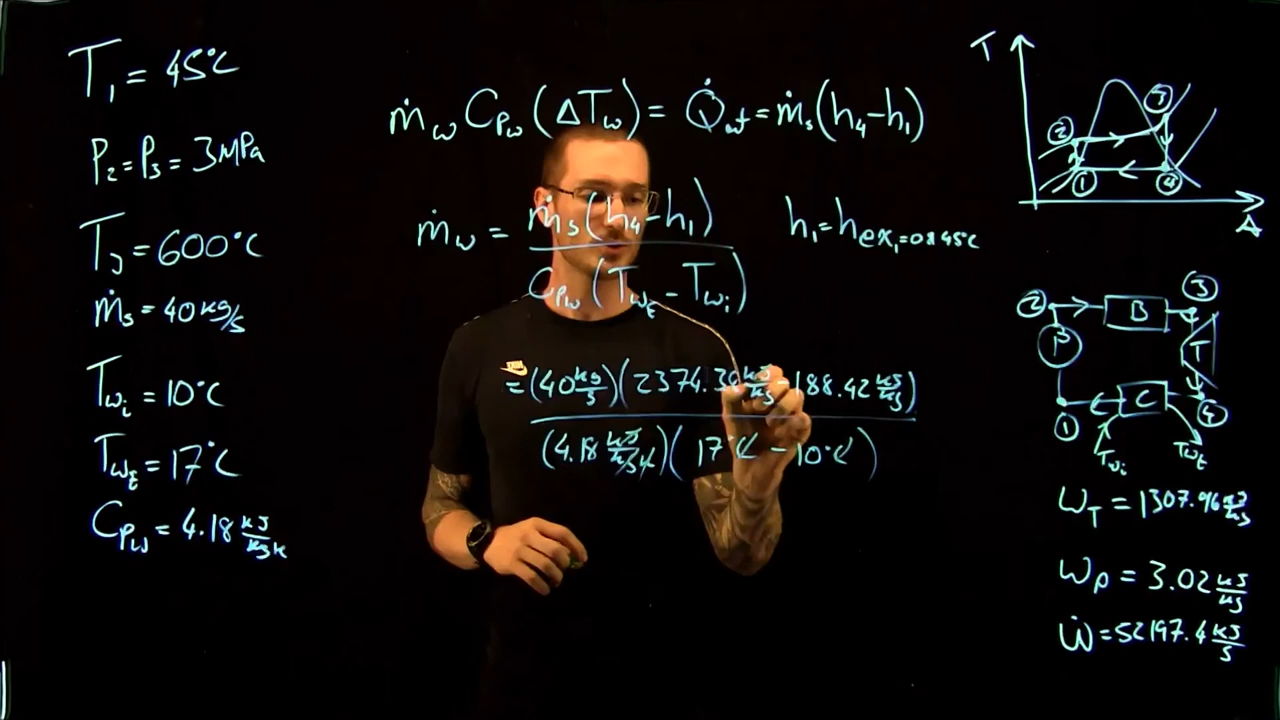 T₁ = 45°C
P₂ = P₃ = 3MPa
T₃ = 600°C
ṁs = 40 kg/s
Twᵢ = 10°C
Twₑ = 17°C
CPw = 4.18 kJ/kgK
ṁw CPw (ΔTw) = Q̇out = ṁs (h₄ - h₁)
ṁw = ṁs (h₄ - h₁) / CPw (Twₑ - Twᵢ)
h₁ = h@x₁=0&45°C
= (40 kg/s)(2374.36 kJ/kg - 188.42 kJ/kg)
(4.18 kJ/kgK)(17°C - 10°C)
T
② ③
① ④
② B ③
P T
① C ④
Twᵢ Twₑ
wT = 1307.96 kJ/kg
wP = 3.02 kJ/kg
Ẇ = 52197.4 kJ/s